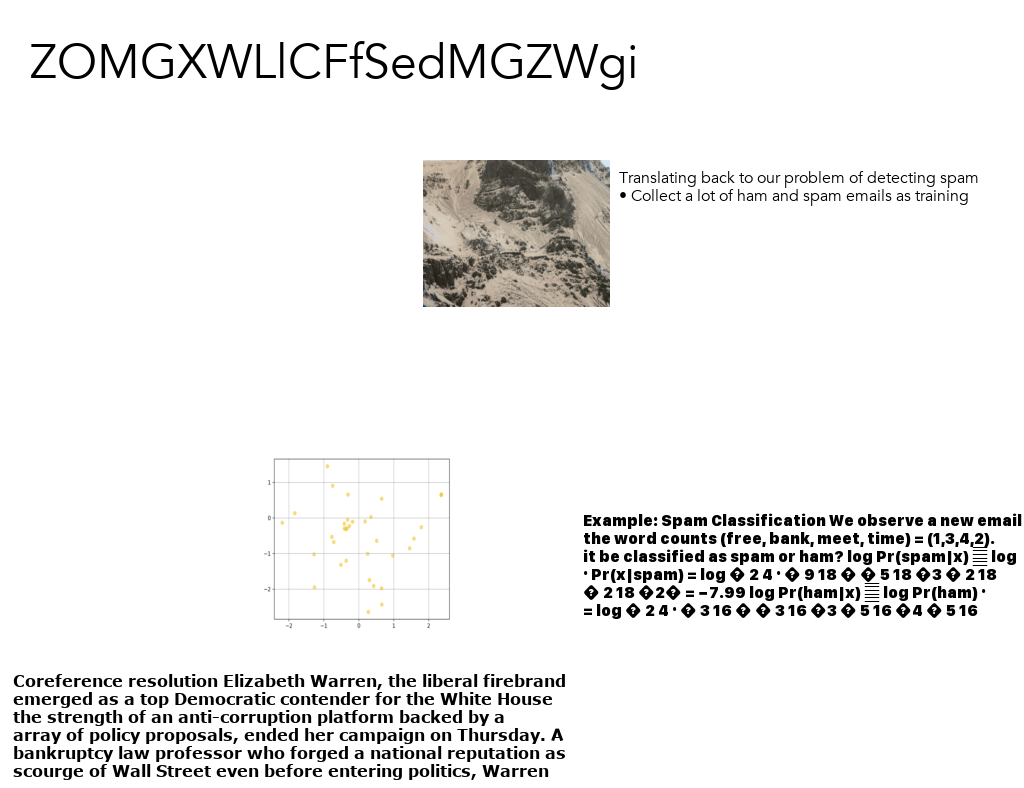 ZOMGXWLlCFfSedMGZWgi
Translating back to our problem of detecting spam
• Collect a lot of ham and spam emails as training
1
0
−1
−2
−2 −1 0 1 2
Example: Spam Classification We observe a new email
the word counts (free, bank, meet, time) = (1,3,4,2).
it be classified as spam or ham? log Pr(spam|x) log
· Pr(x|spam) = log � 2 4 · � 9 18 � � 5 18 �3 � 2 18
� 2 18 �2� = −7.99 log Pr(ham|x) log Pr(ham) ·
= log � 2 4 · � 3 16 � � 3 16 �3 � 5 16 �4 � 5 16
Coreference resolution Elizabeth Warren, the liberal firebrand
emerged as a top Democratic contender for the White House
the strength of an anti-corruption platform backed by a
array of policy proposals, ended her campaign on Thursday. A
bankruptcy law professor who forged a national reputation as
scourge of Wall Street even before entering politics, Warren